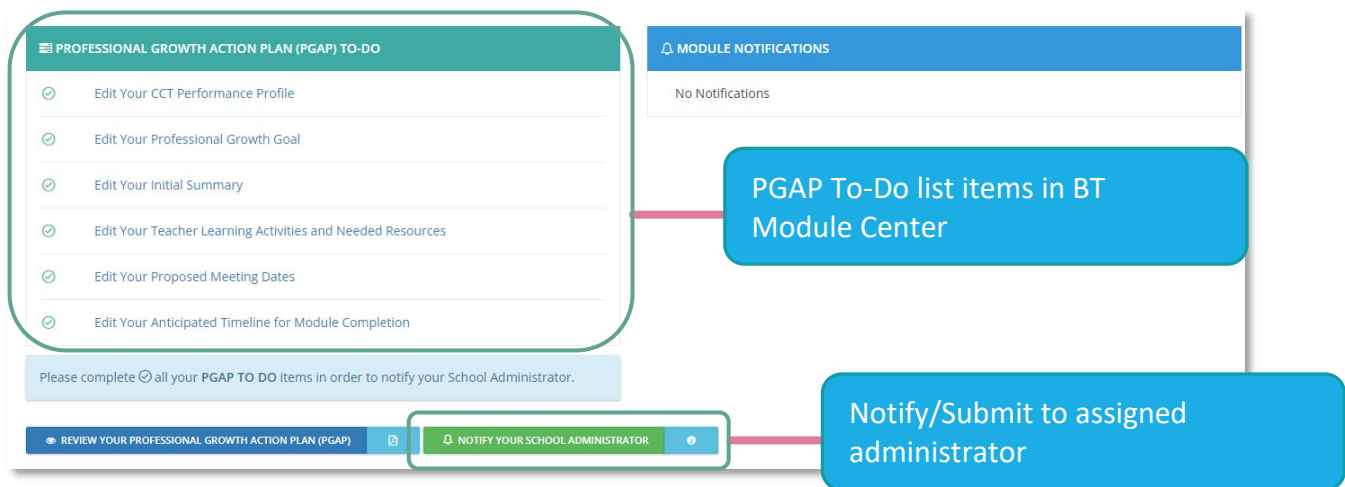 PROFESSIONAL GROWTH ACTION PLAN (PGAP) TO-DO
Edit Your CCT Performance Profile
Edit Your Professional Growth Goal
Edit Your Initial Summary
Edit Your Teacher Learning Activities and Needed Resources
Edit Your Proposed Meeting Dates
Edit Your Anticipated Timeline for Module Completion
Please complete all your PGAP TO DO items in order to notify your School Administrator.
REVIEW YOUR PROFESSIONAL GROWTH ACTION PLAN (PGAP)
NOTIFY YOUR SCHOOL ADMINISTRATOR
MODULE NOTIFICATIONS
No Notifications
PGAP To-Do list items in BT
Module Center
Notify/Submit to assigned
administrator